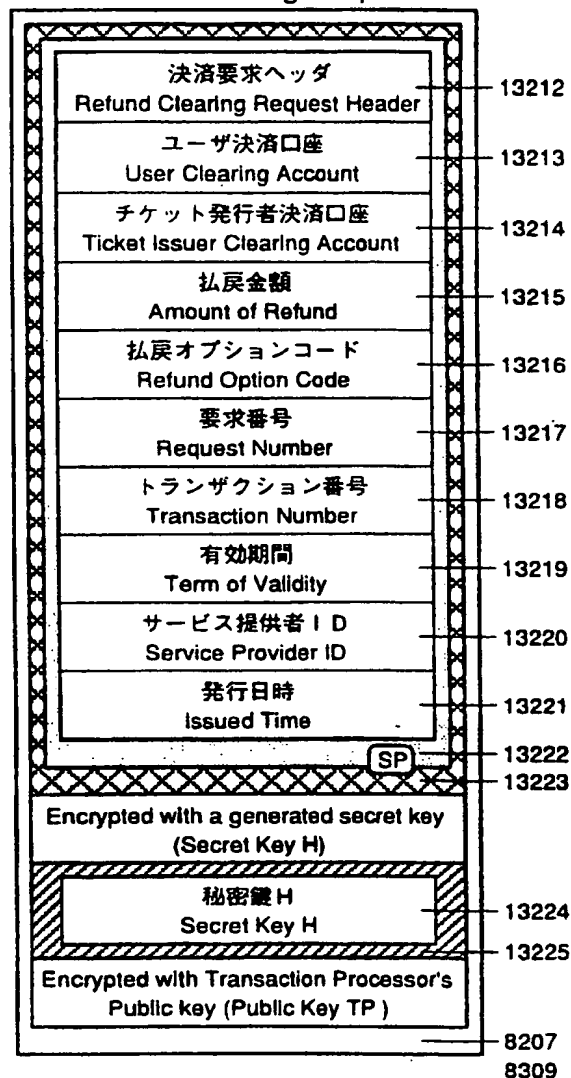 決済要求ヘッダ
Refund Clearing Request Header
13212
ユーザ決済口座
User Clearing Account
13213
チケット発行者決済口座
Ticket Issuer Clearing Account
13214
払戻金額
Amount of Refund
13215
払戻オプションコード
Refund Option Code
13216
要求番号
Request Number
13217
トランザクション番号
Transaction Number
13218
有効期間
Term of Validity
13219
サービス提供者ID
Service Provider ID
13220
発行日時
Issued Time
13221
SP
13222
13223
Encrypted with a generated secret key
(Secret Key H)
秘密鍵H
Secret Key H
13224
13225
Encrypted with Transaction Processor's
Public key (Public Key TP )
8207
8309